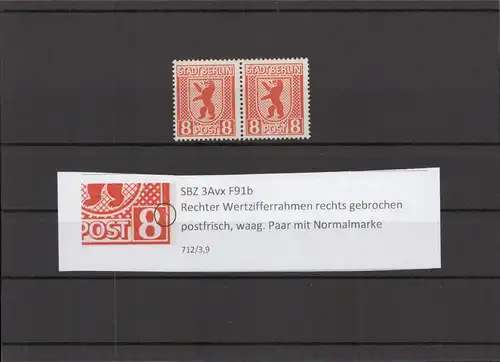 STADT BERLIN STADT BERLIN
8 POST 8 8 POST 8
SBZ 3Avx F91b
POST 8
Rechter Wertzifferrahmen rechts gebrochen
postfrisch, waag. Paar mit Normalmarke
712/3,9